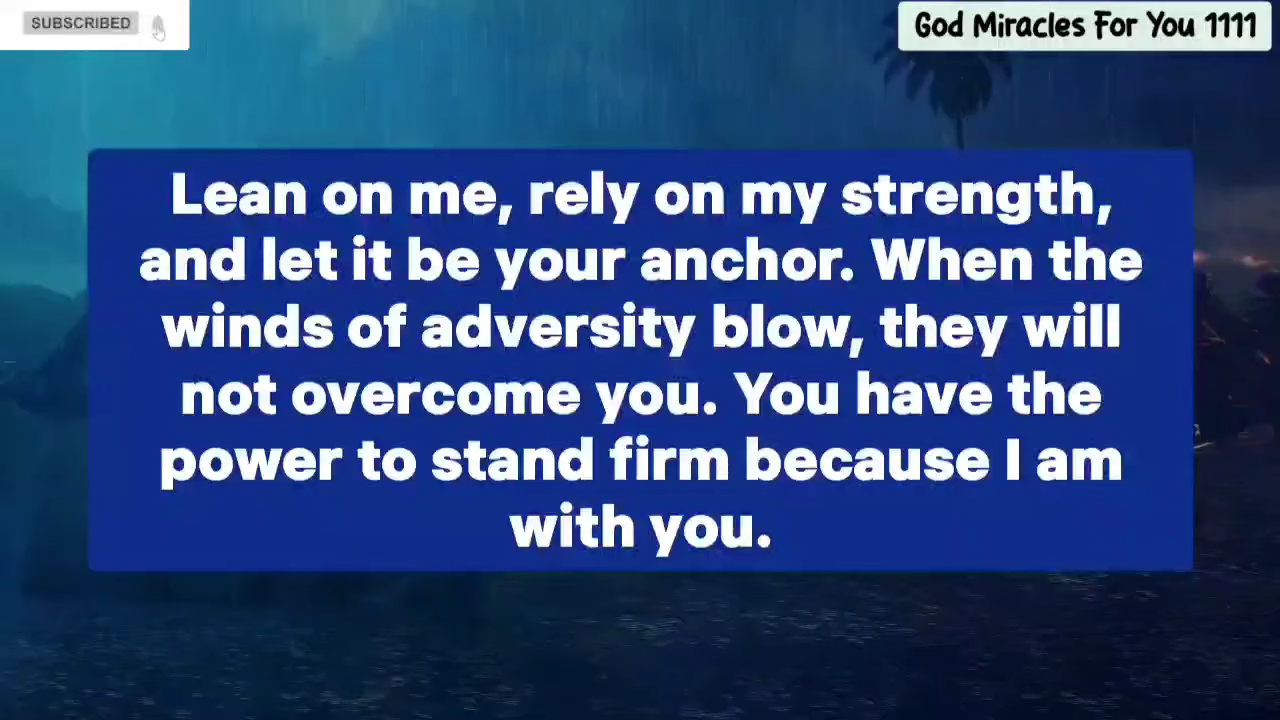 SUBSCRIBED
God Miracles For You 1111
Lean on me, rely on my strength,
and let it be your anchor. When the
winds of adversity blow, they will
not overcome you. You have the
power to stand firm because I am
with you.